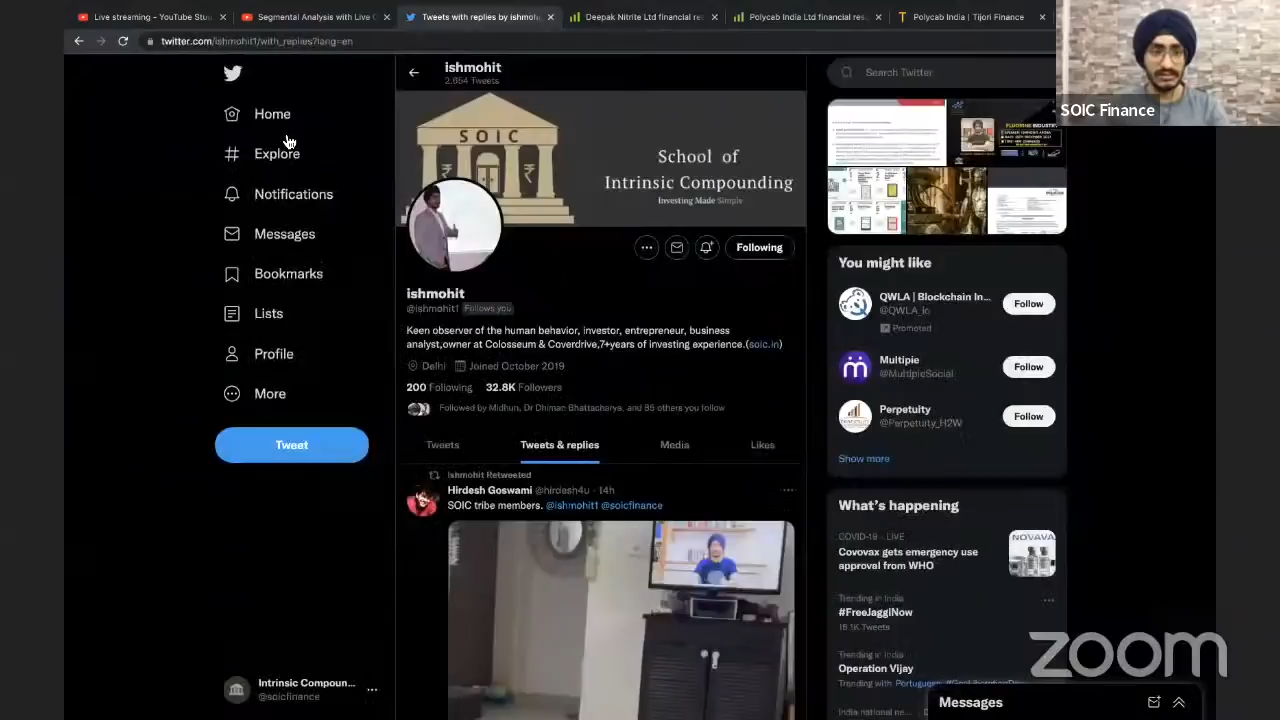 Live streaming - YouTube Stu
Segmental Analysis with Live
Tweets with replies by ishmoh
Deepak Nitrite Ltd financial re
Polycab India Ltd financial res
Polycab India | Tijori Finance
twitter.com/ishmohit1/with_replies?lang=en
SOIC Finance
Home
Explore
Notifications
Messages
Bookmarks
Lists
Profile
More
Tweet
Intrinsic Compoun...
@soicfinance
ishmohit
2,654 Tweets
SOIC
School of
Intrinsic Compounding
Investing Made Simple
Following
ishmohit
@ishmohit1 Follows you
Keen observer of the human behavior, investor, entrepreneur, business
analyst,owner at Colosseum & Coverdrive,7+years of investing experience.(soic.in)
Delhi Joined October 2019
200 Following 32.8K Followers
Followed by Midhun, Dr Dhiman Bhattacharya, and 85 others you follow
Tweets Tweets & replies Media Likes
Ishmohit Retweeted
Hirdesh Goswami @hirdesh4u · 14h
SOIC tribe members. @ishmohit1 @soicfinance
Search Twitter
You might like
QWLA | Blockchain In...
@QWLA_io
Promoted
Follow
Multipie
@MultipieSocial
Follow
Perpetuity
@Perpetuity_H2W
Follow
Show more
What's happening
COVID-19 · LIVE
Covovax gets emergency use
approval from WHO
NOVAVA
Trending in India
#FreeJaggiNow
Trending in India
Operation Vijay
Trending with
India national ne...
Messages
zoom